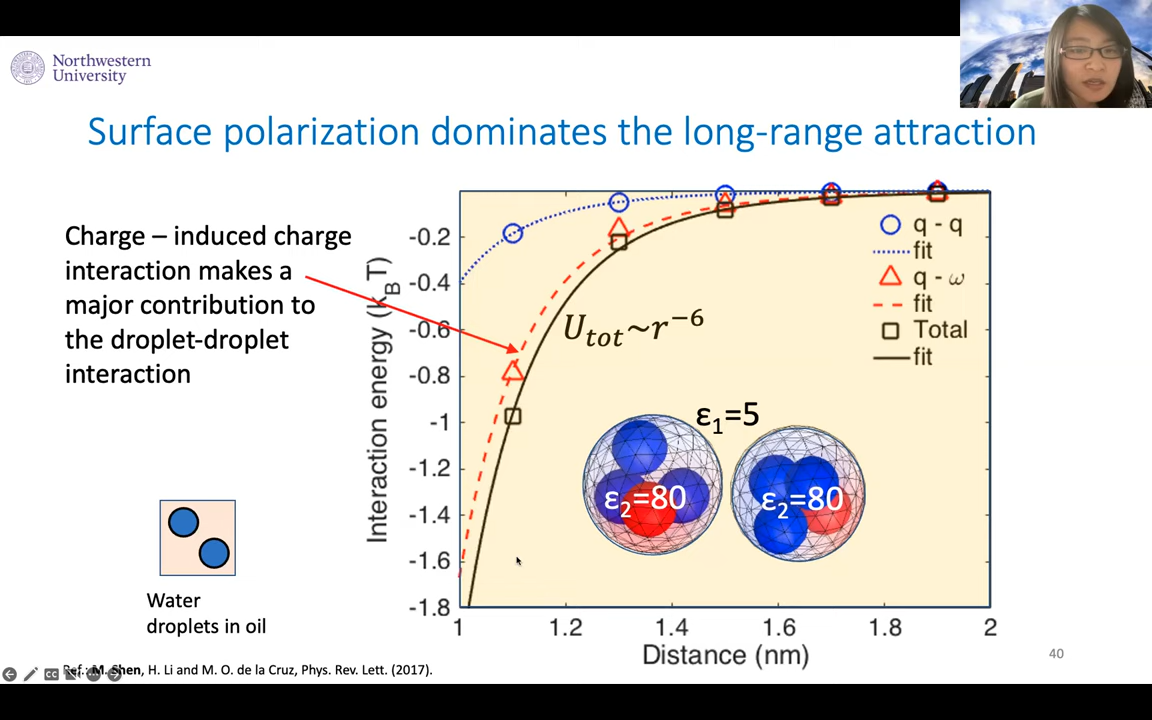 Northwestern
University
Surface polarization dominates the long-range attraction
Charge – induced charge
interaction makes a
major contribution to
the droplet-droplet
interaction
Water
droplets in oil
Interaction energy (k_BT)
-0.2
-0.4
-0.6
-0.8
-1
-1.2
-1.4
-1.6
-1.8
1 1.2 1.4 1.6 1.8 2
Distance (nm)
q - q
fit
q - ω
fit
Total
fit
U_tot~r⁻⁶
ε₁=5
ε₂=80
ε₂=80
40
Ref.: M. Shen, H. Li and M. O. de la Cruz, Phys. Rev. Lett. (2017).
CC